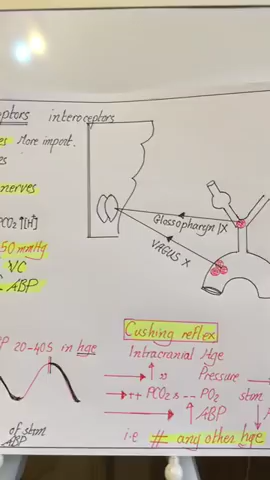 ptors interoceptors
es More import.
es
nerves
PCO2 ↑[H]
50 mmHg
VC
ABP
Glossopharyn IX
VAGUS X
P 20-40S in hge
Cushing reflex
Intracranial Hge
↑ " Pressure
++ PCO2 & -- PO2 stim
↑ ABP
of stim
ABP
i.e # any other hge